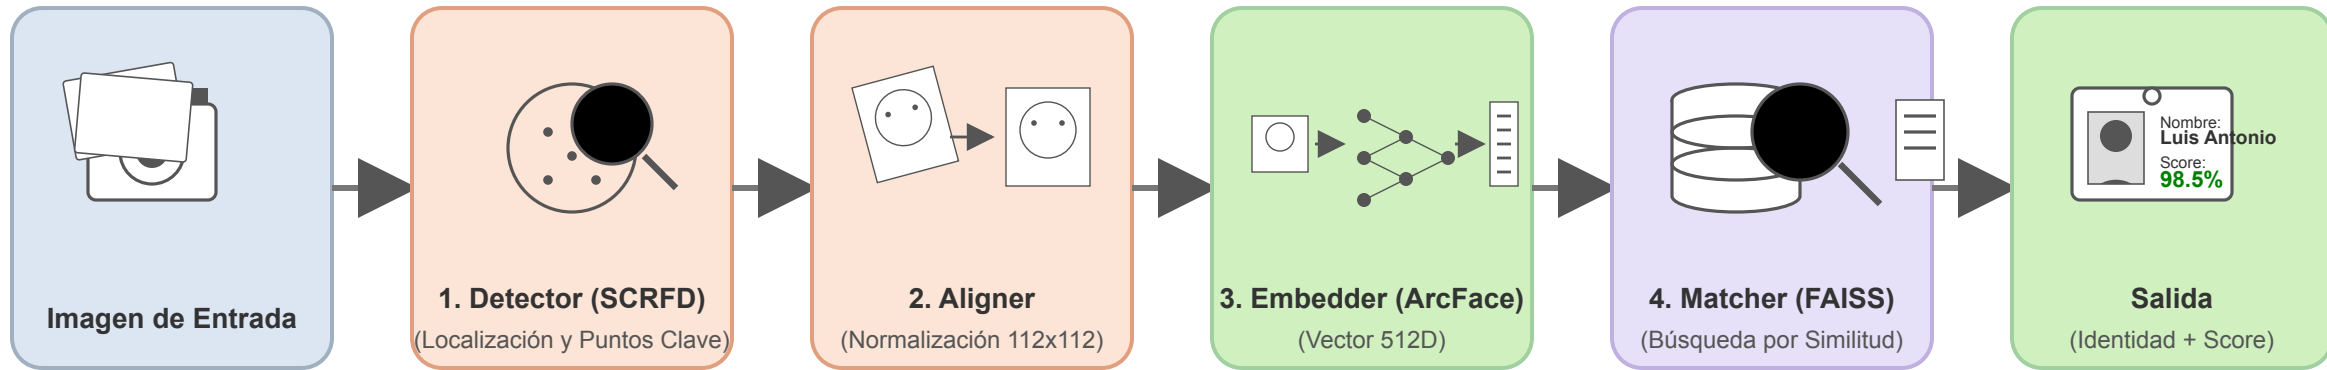 Imagen de Entrada
1. Detector (SCRFD)
(Localización y Puntos Clave)
2. Aligner
(Normalización 112x112)
3. Embedder (ArcFace)
(Vector 512D)
4. Matcher (FAISS)
(Búsqueda por Similitud)
Nombre:
Luis Antonio
Score:
98.5%
Salida
(Identidad + Score)